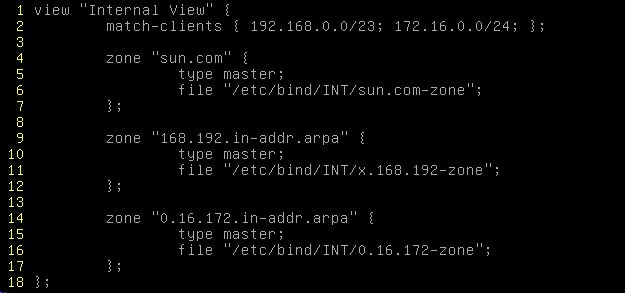 1 view "Internal View" {
2 match-clients { 192.168.0.0/23; 172.16.0.0/24; };
3
4 zone "sun.com" {
5 type master;
6 file "/etc/bind/INT/sun.com-zone";
7 };
8
9 zone "168.192.in-addr.arpa" {
10 type master;
11 file "/etc/bind/INT/x.168.192-zone";
12 };
13
14 zone "0.16.172.in-addr.arpa" {
15 type master;
16 file "/etc/bind/INT/0.16.172-zone";
17 };
18 };